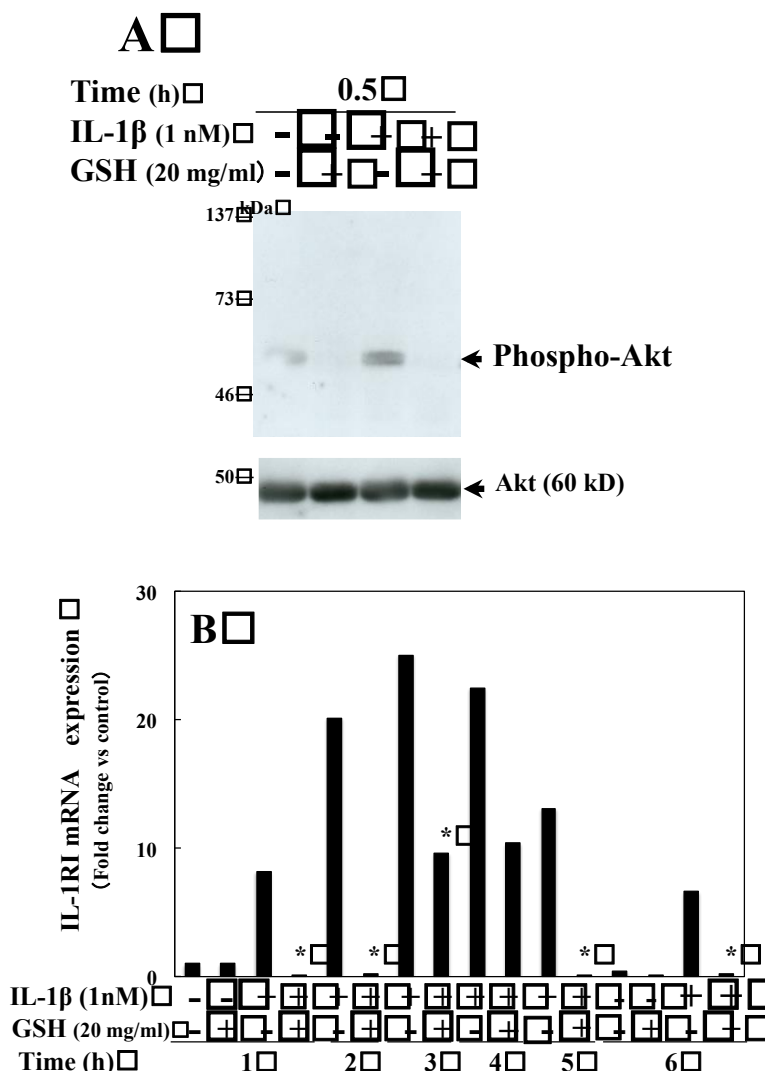 A
Time (h) 0.5
IL-1β (1 nM) - - + +
GSH (20 mg/ml) - + - +
kDa
137
73
Phospho-Akt
46
50
Akt (60 kD)
B
IL-1RI mRNA expression
(Fold change vs control)
30
20
10
0
* * * * *
IL-1β (1nM) - - + + + + + + + + + + - - + +
GSH (20 mg/ml) - + - + - + - + - + - + - + - +
Time (h) 1 2 3 4 5 6